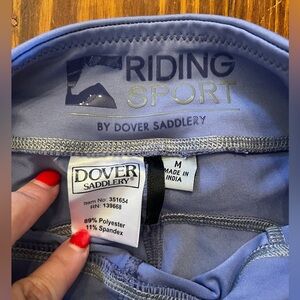 RIDING
SPORT
BY DOVER SADDLERY
M
MADE IN
INDIA
DOVER
SADDLERY
Item No: 351654
RN: 139668
89% Polyester
11% Spandex